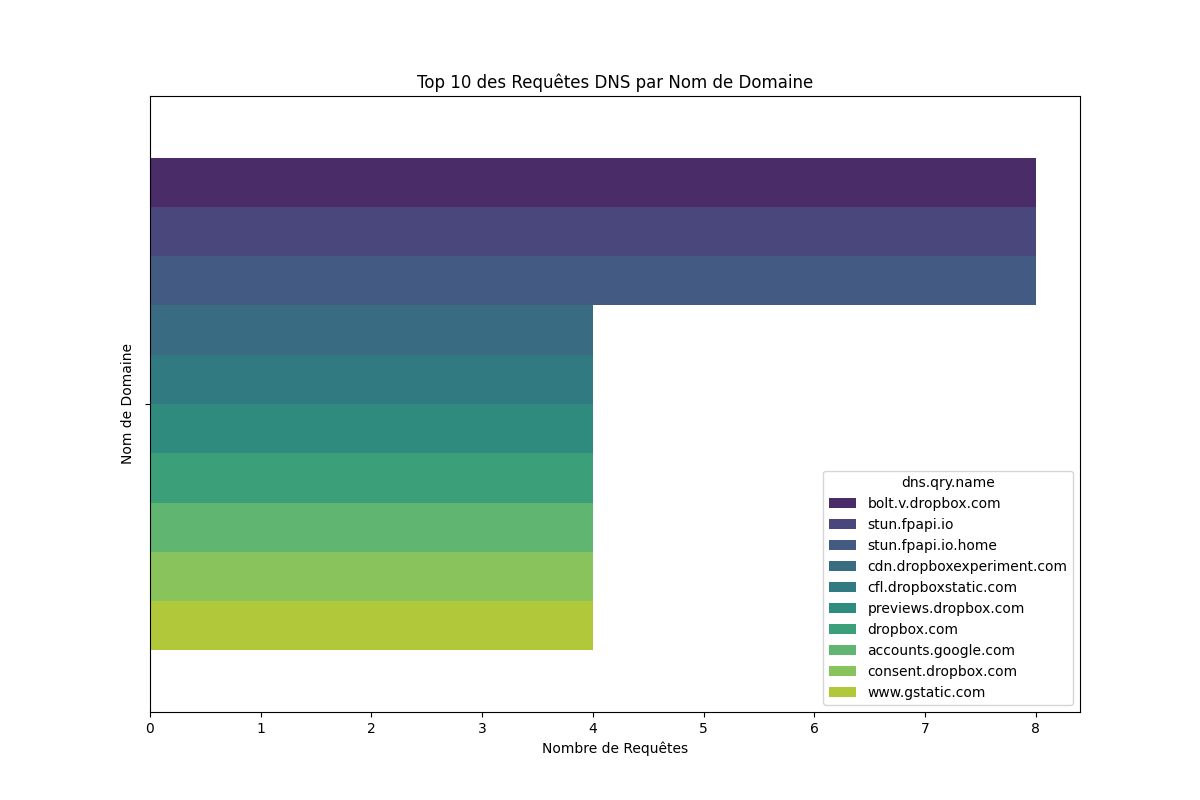 Top 10 des Requêtes DNS par Nom de Domaine
Nom de Domaine
dns.qry.name
bolt.v.dropbox.com
stun.fpapi.io
stun.fpapi.io.home
cdn.dropboxexperiment.com
cfl.dropboxstatic.com
previews.dropbox.com
dropbox.com
accounts.google.com
consent.dropbox.com
www.gstatic.com
0 1 2 3 4 5 6 7 8
Nombre de Requêtes